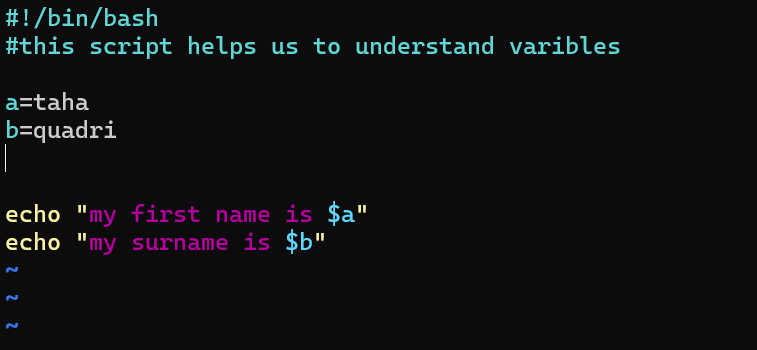 #!/bin/bash
#this script helps us to understand varibles
a=taha
b=quadri
echo "my first name is $a"
echo "my surname is $b"
~
~
~